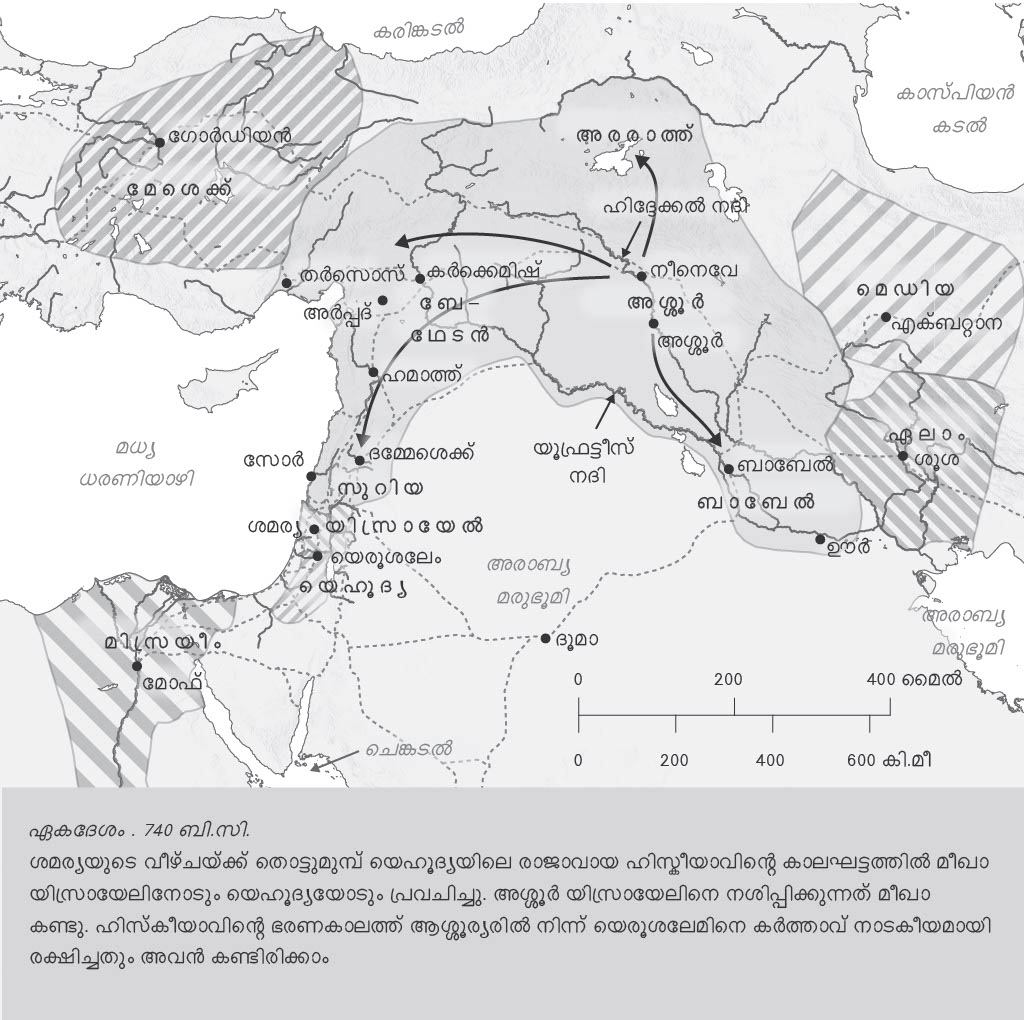 കരിങ്കടൽ
കാസ്പിയൻ
കടൽ
ഗോർഡിയൻ
അരരാത്ത്
മേശെക്ക്
ഹിദ്ദേക്കൽ നദി
തർസൊസ്
കർക്കെമിഷ്
നീനെവേ
മെഡിയ
അർപ്പദ്
ബേ–
ഥേടൻ
അശ്ശൂർ
എക്ബറ്റാന
അശ്ശൂർ
ഹമാത്ത്
മധ്യ
ധരണിയാഴി
സോർ
ദമ്മേശെക്ക്
യൂഫ്രട്ടീസ്
നദി
ഏലാം
ശൂശ
ബാബേൽ
സുറിയ
ബാബേൽ
ശമര്യ
യിസ്രായേൽ
ഊർ
യെരൂശലേം
യെഹൂദ്യ
അരാബ്യ
മരുഭൂമി
അരാബ്യ
മരുഭൂമി
മിസ്രയീം
മോഫ്
ദൂമാ
0 200 400 മൈൽ
ചെങ്കടൽ
0 200 400 600 കി.മീ
ഏകദേശം . 740 ബി.സി.
ശമര്യയുടെ വീഴ്ചയ്ക്ക് തൊട്ടുമുമ്പ് യെഹൂദ്യയിലെ രാജാവായ ഹിസ്കീയാവിന്റെ കാലഘട്ടത്തിൽ മീഖാ
യിസ്രായേലിനോടും യെഹൂദ്യയോടും പ്രവചിച്ചു. അശ്ശൂർ യിസ്രായേലിനെ നശിപ്പിക്കുന്നത് മീഖാ
കണ്ടു. ഹിസ്കീയാവിന്റെ ഭരണകാലത്ത് ആശ്ശൂര്യരിൽ നിന്ന് യെരൂശലേമിനെ കർത്താവ് നാടകീയമായി
രക്ഷിച്ചതും അവൻ കണ്ടിരിക്കാം